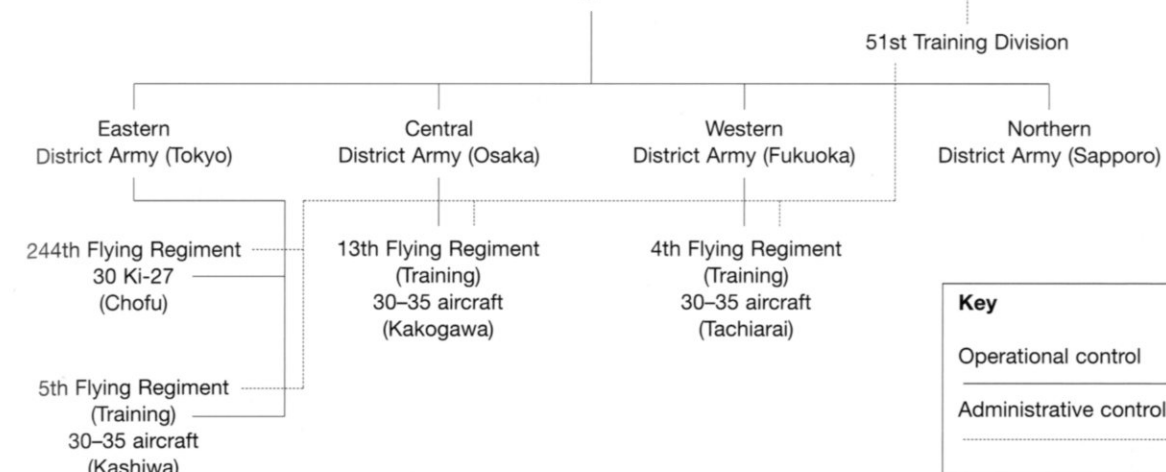 51st Training Division
Eastern
District Army (Tokyo)
Central
District Army (Osaka)
Western
District Army (Fukuoka)
Northern
District Army (Sapporo)
244th Flying Regiment
30 Ki-27
(Chofu)
13th Flying Regiment
(Training)
30–35 aircraft
(Kakogawa)
4th Flying Regiment
(Training)
30–35 aircraft
(Tachiarai)
5th Flying Regiment
(Training)
30–35 aircraft
(Kashiwa)
Key
Operational control
Administrative control